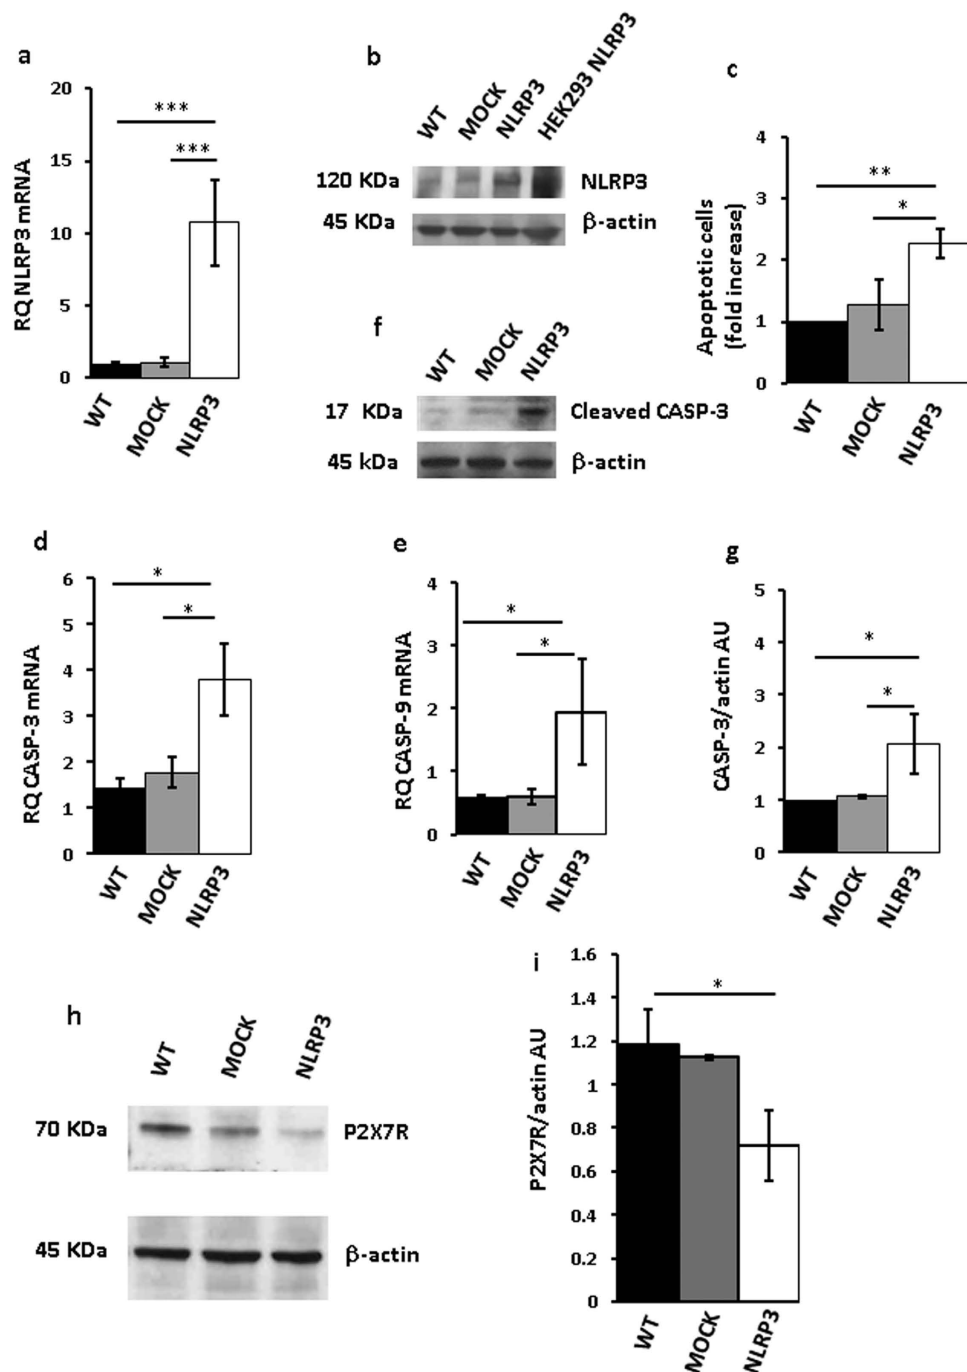 a
RQ NLRP3 mRNA
20
15
10
5
0
***
***
WT
MOCK
NLRP3
b
WT
MOCK
NLRP3
HEK293 NLRP3
120 KDa
NLRP3
45 KDa
β-actin
c
Apoptotic cells
(fold increase)
4
3
2
1
0
**
*
WT
MOCK
NLRP3
f
WT
MOCK
NLRP3
17 KDa
Cleaved CASP-3
45 kDa
β-actin
d
RQ CASP-3 mRNA
6
5
4
3
2
1
0
*
*
WT
MOCK
NLRP3
e
RQ CASP-9 mRNA
4
3
2
1
0
*
*
WT
MOCK
NLRP3
g
CASP-3/actin AU
5
4
3
2
1
0
*
*
WT
MOCK
NLRP3
h
WT
MOCK
NLRP3
70 KDa
P2X7R
45 KDa
β-actin
i
P2X7R/actin AU
1.6
1.4
1.2
1
0.8
0.6
0.4
0.2
0
*
WT
MOCK
NLRP3